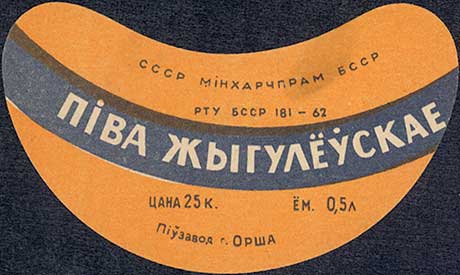 СССР МІНХАРЧПРАМ БССР
РТУ БССР 181 – 62
ПІВА ЖЫГУЛЁЎСКАЕ
ЦАНА 25 К. ЁМ. 0,5 л
Піўзавод г. ОРША